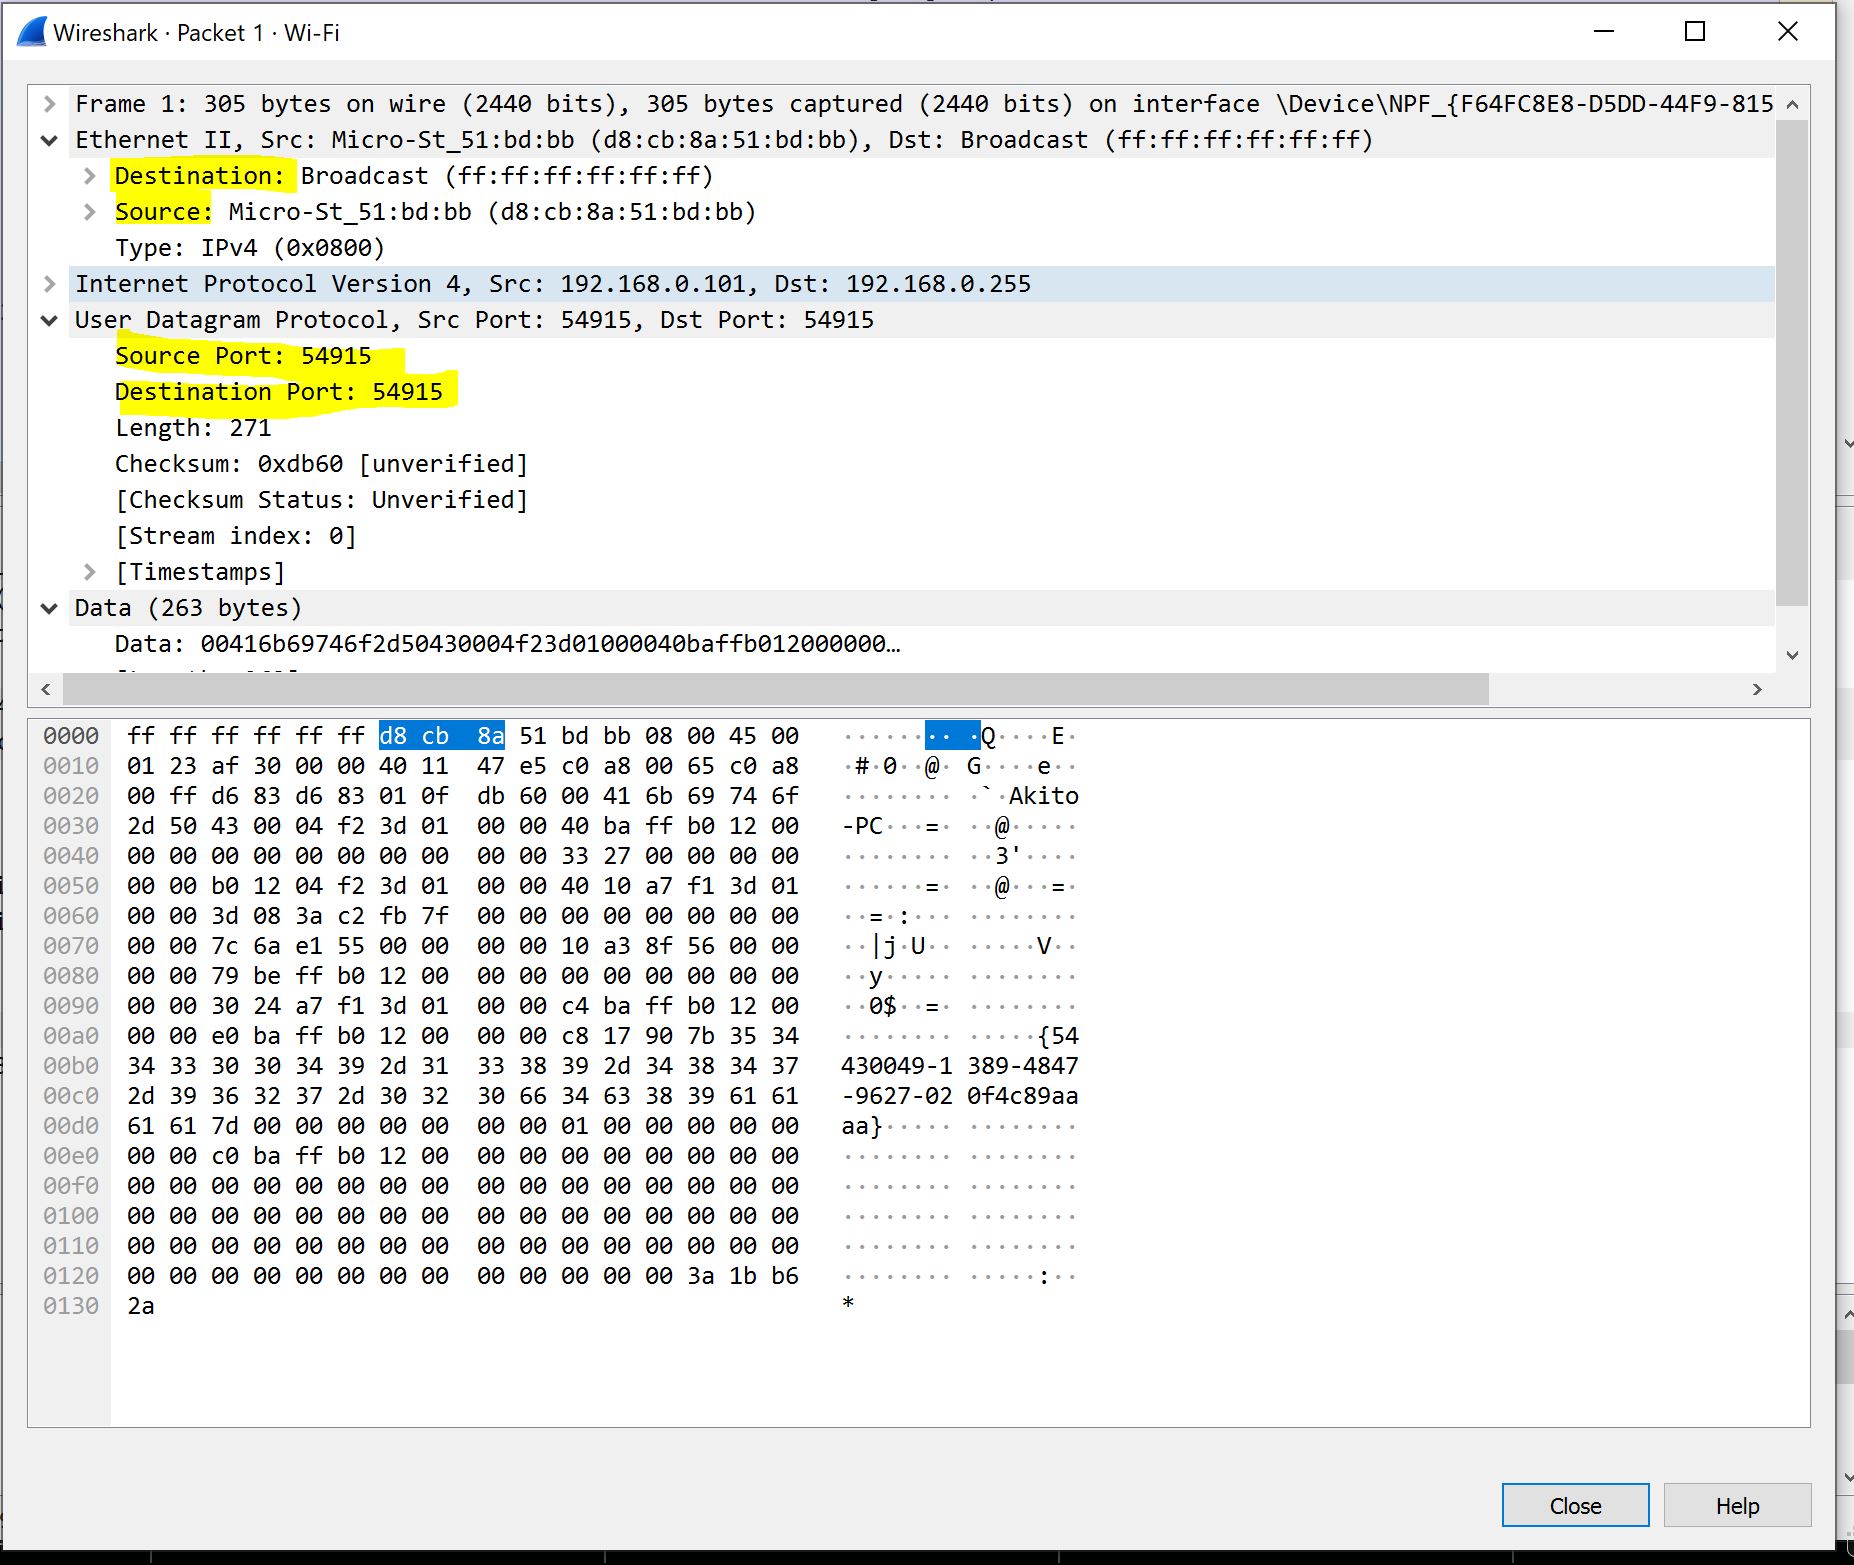 Wireshark · Packet 1 · Wi-Fi
Frame 1: 305 bytes on wire (2440 bits), 305 bytes captured (2440 bits) on interface \Device\NPF_{F64FC8E8-D5DD-44F9-815
Ethernet II, Src: Micro-St_51:bd:bb (d8:cb:8a:51:bd:bb), Dst: Broadcast (ff:ff:ff:ff:ff:ff)
Destination: Broadcast (ff:ff:ff:ff:ff:ff)
Source: Micro-St_51:bd:bb (d8:cb:8a:51:bd:bb)
Type: IPv4 (0x0800)
Internet Protocol Version 4, Src: 192.168.0.101, Dst: 192.168.0.255
User Datagram Protocol, Src Port: 54915, Dst Port: 54915
Source Port: 54915
Destination Port: 54915
Length: 271
Checksum: 0xdb60 [unverified]
[Checksum Status: Unverified]
[Stream index: 0]
[Timestamps]
Data (263 bytes)
Data: 00416b69746f2d50430004f23d01000040baffb012000000…
0000 ff ff ff ff ff ff d8 cb 8a 51 bd bb 08 00 45 00 ········ ·Q····E·
0010 01 23 af 30 00 00 40 11 47 e5 c0 a8 00 65 c0 a8 ·#·0··@· G····e··
0020 00 ff d6 83 d6 83 01 0f db 60 00 41 6b 69 74 6f ········ ·`·Akito
0030 2d 50 43 00 04 f2 3d 01 00 00 40 ba ff b0 12 00 -PC···=· ··@·····
0040 00 00 00 00 00 00 00 00 00 00 33 27 00 00 00 00 ········ ··3'····
0050 00 00 b0 12 04 f2 3d 01 00 00 40 10 a7 f1 3d 01 ······=· ··@···=·
0060 00 00 3d 08 3a c2 fb 7f 00 00 00 00 00 00 00 00 ··=·:··· ········
0070 00 00 7c 6a e1 55 00 00 00 00 10 a3 8f 56 00 00 ··|j·U·· ·····V··
0080 00 00 79 be ff b0 12 00 00 00 00 00 00 00 00 00 ··y····· ········
0090 00 00 30 24 a7 f1 3d 01 00 00 c4 ba ff b0 12 00 ··0$··=· ········
00a0 00 00 e0 ba ff b0 12 00 00 00 00 c8 17 90 7b 35 34 ········ ·····{54
00b0 34 33 30 30 34 39 2d 31 33 38 39 2d 34 38 34 37 430049-1 389-4847
00c0 2d 39 36 32 37 2d 30 32 30 66 34 63 38 39 61 61 -9627-02 0f4c89aa
00d0 61 61 7d 00 00 00 00 00 00 00 01 00 00 00 00 00 aa}····· ········
00e0 00 00 c0 ba ff b0 12 00 00 00 00 00 00 00 00 00 ········ ········
00f0 00 00 00 00 00 00 00 00 00 00 00 00 00 00 00 00 ········ ········
0100 00 00 00 00 00 00 00 00 00 00 00 00 00 00 00 00 ········ ········
0110 00 00 00 00 00 00 00 00 00 00 00 00 00 00 00 00 ········ ········
0120 00 00 00 00 00 00 00 00 00 00 00 00 00 3a 1b b6 ········ ·····:··
0130 2a *
Close Help